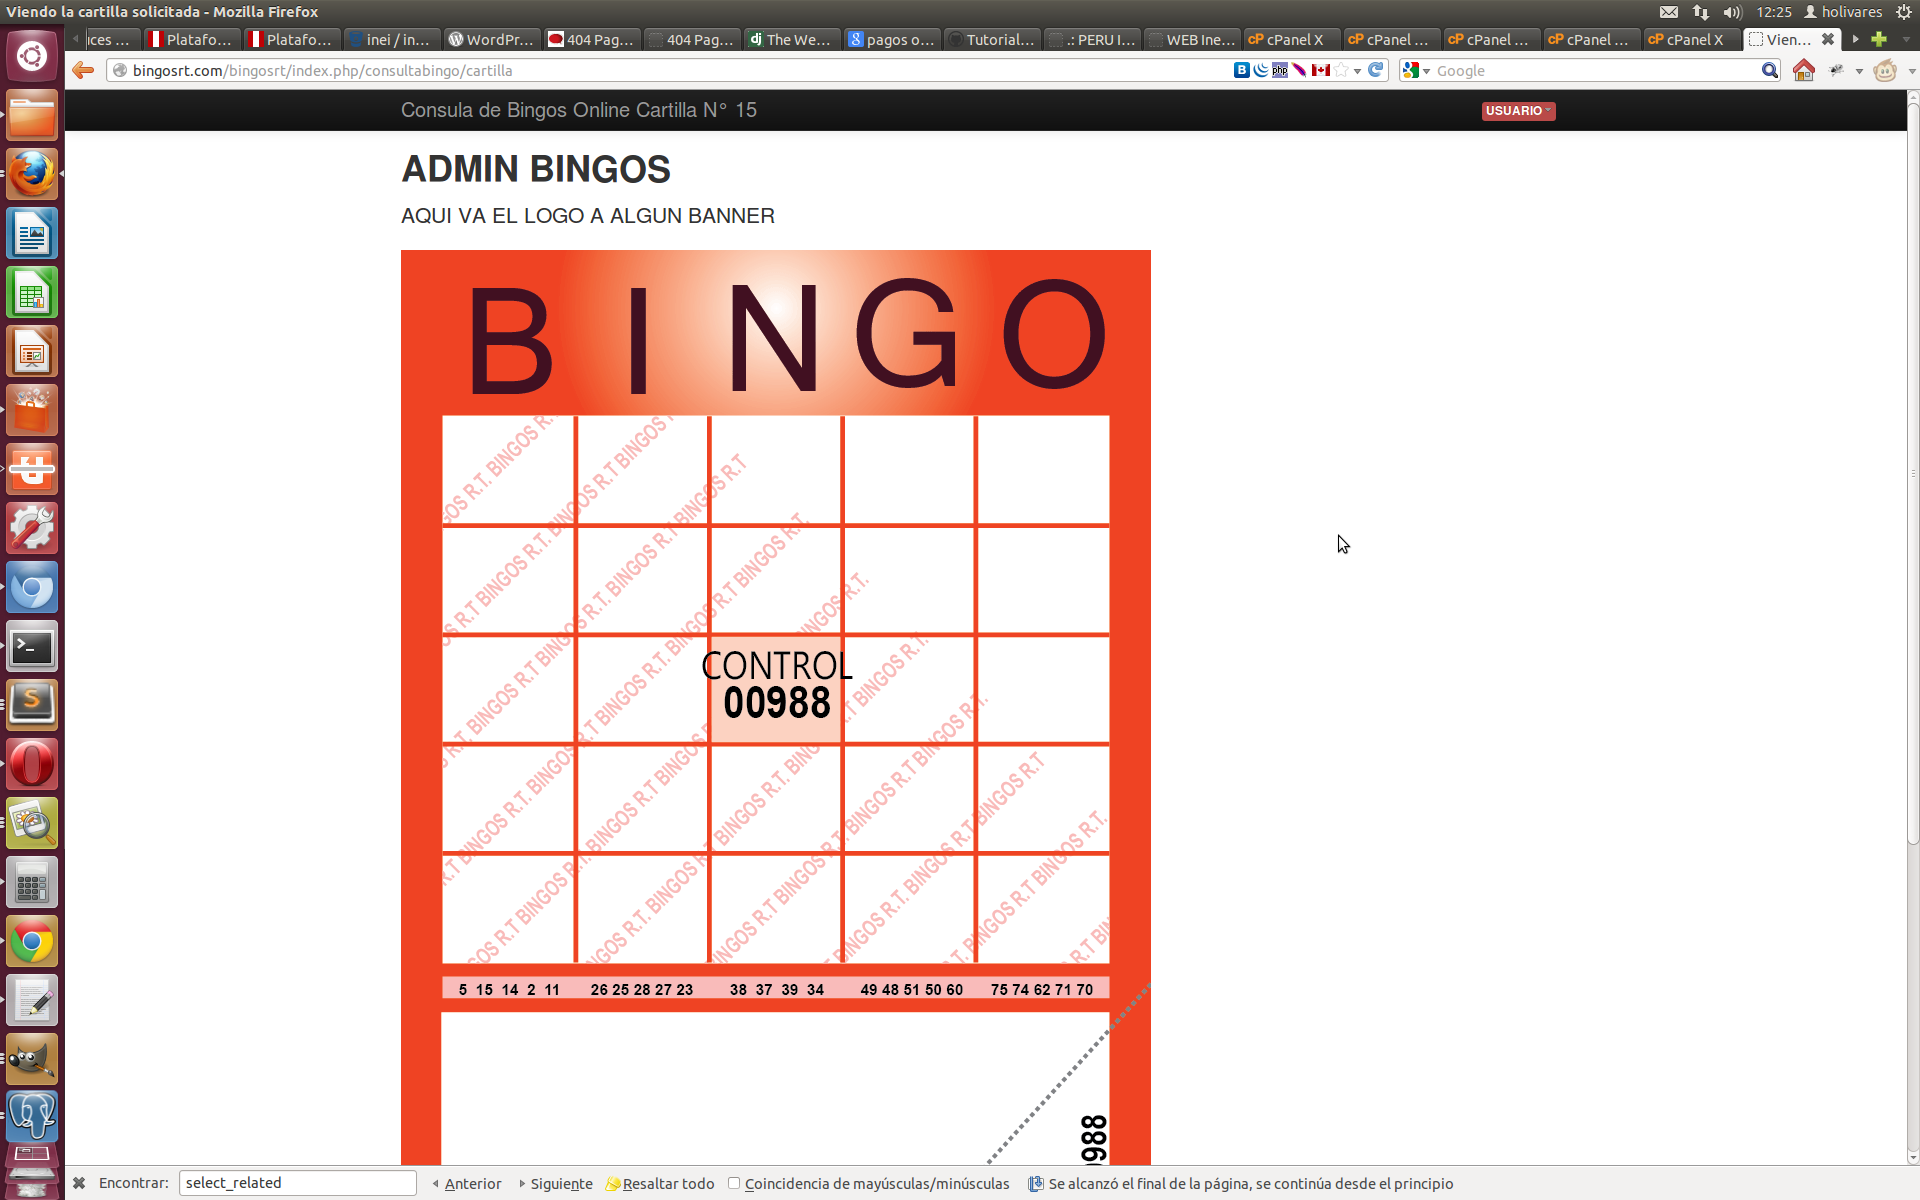 Viendo la cartilla solicitada - Mozilla Firefox
12:25 holivares
ces ... Platafo... Platafo... inei / in... WordPr... 404 Pag... 404 Pag... The We... pagos o... Tutorial... .: PERU I... WEB Ine... cPanel X cPanel ... cPanel ... cPanel ... cPanel X Vien...
bingosrt.com/bingosrt/index.php/consultabingo/cartilla
Google
Consula de Bingos Online Cartilla N° 15
USUARIO
ADMIN BINGOS
AQUI VA EL LOGO A ALGUN BANNER
B I N G O
BINGOS R.T. BINGOS R.T. BINGOS R.T
CONTROL
00988
5 15 14 2 11 26 25 28 27 23 38 37 39 34 49 48 51 50 60 75 74 62 71 70
988
Encontrar: select_related Anterior Siguiente Resaltar todo Coincidencia de mayúsculas/minúsculas Se alcanzó el final de la página, se continúa desde el principio